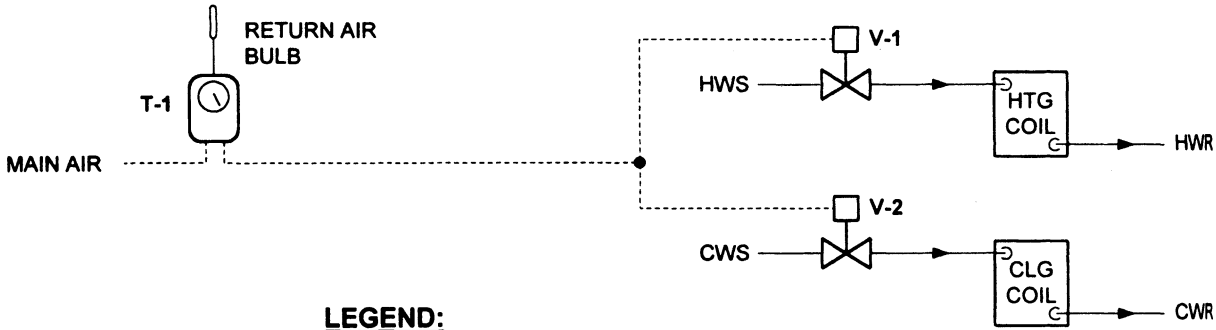 RETURN AIR
BULB
T-1
MAIN AIR
V-1
HWS
HTG
COIL
HWR
V-2
CWS
CLG
COIL
CWR
LEGEND: